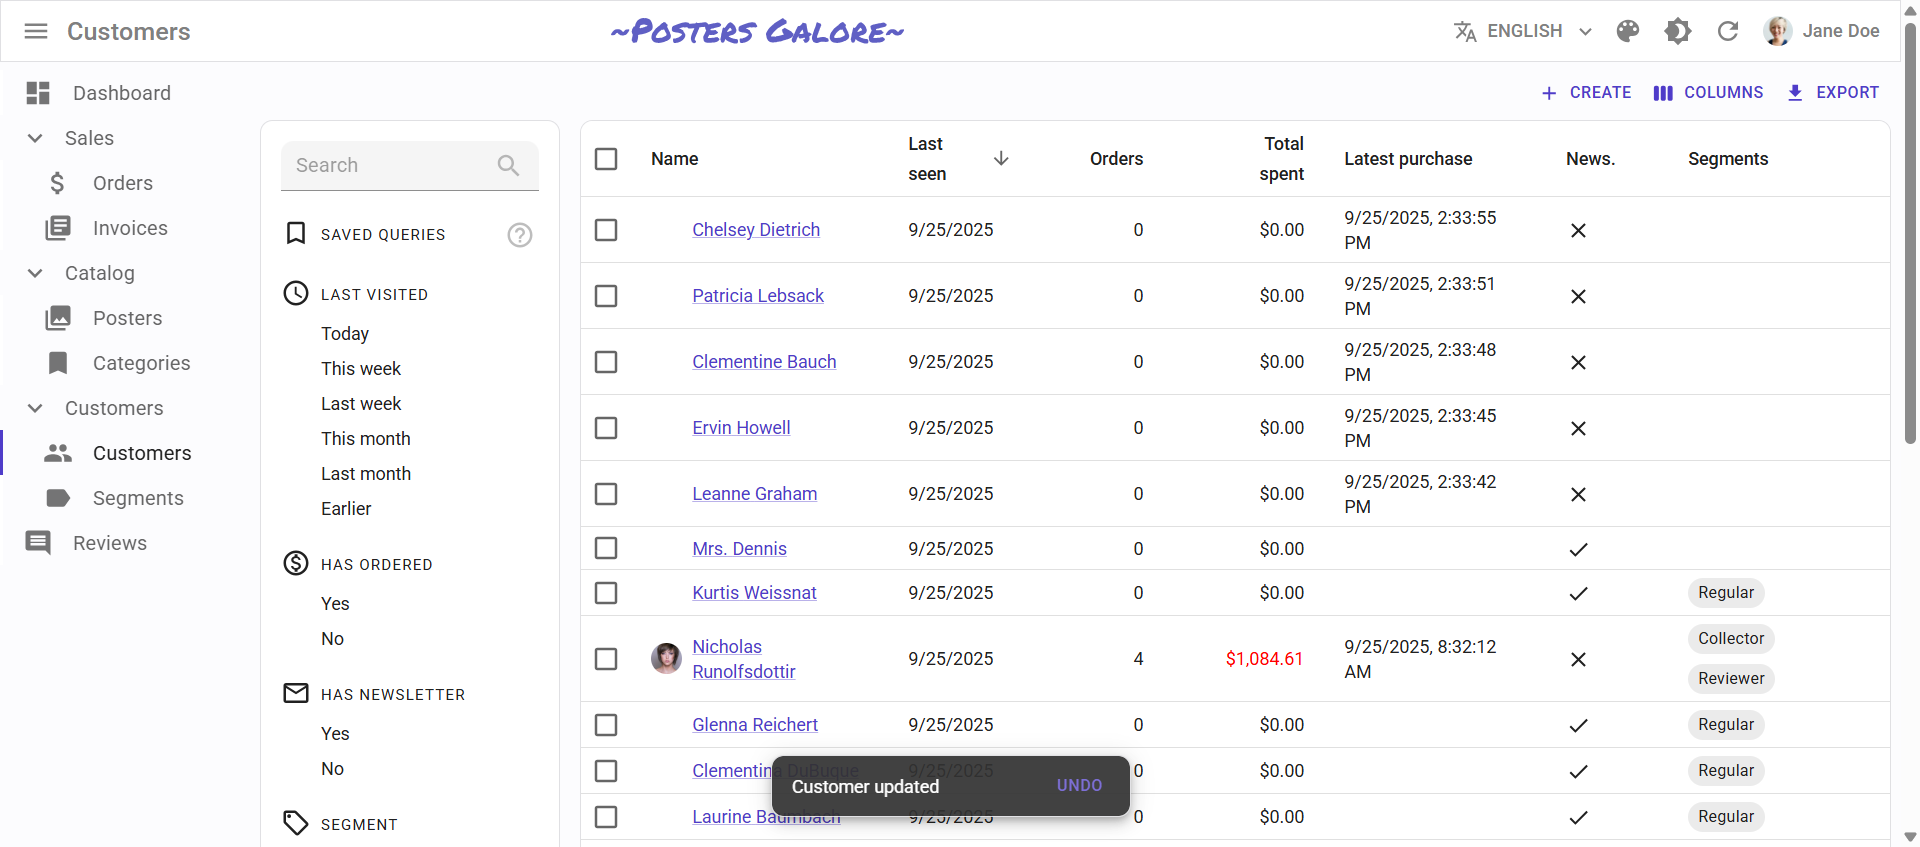 Customers
~Posters Galore~
ENGLISH
Jane Doe
Dashboard
Sales
Orders
Invoices
Catalog
Posters
Categories
Customers
Customers
Segments
Reviews
CREATE
COLUMNS
EXPORT
Search
SAVED QUERIES
?
LAST VISITED
Today
This week
Last week
This month
Last month
Earlier
HAS ORDERED
Yes
No
HAS NEWSLETTER
Yes
No
SEGMENT
Name Last seen Orders Total spent Latest purchase News. Segments
Chelsey Dietrich 9/25/2025 0 $0.00 9/25/2025, 2:33:55 PM
Patricia Lebsack 9/25/2025 0 $0.00 9/25/2025, 2:33:51 PM
Clementine Bauch 9/25/2025 0 $0.00 9/25/2025, 2:33:48 PM
Ervin Howell 9/25/2025 0 $0.00 9/25/2025, 2:33:45 PM
Leanne Graham 9/25/2025 0 $0.00 9/25/2025, 2:33:42 PM
Mrs. Dennis 9/25/2025 0 $0.00
Kurtis Weissnat 9/25/2025 0 $0.00 Regular
Nicholas Runolfsdottir 9/25/2025 4 $1,084.61 9/25/2025, 8:32:12 AM Collector Reviewer
Glenna Reichert 9/25/2025 0 $0.00 Regular
Clementina DuBuque 9/25/2025 0 $0.00 Regular
Laurine Baumbach 9/25/2025 0 $0.00 Regular
Customer updated UNDO